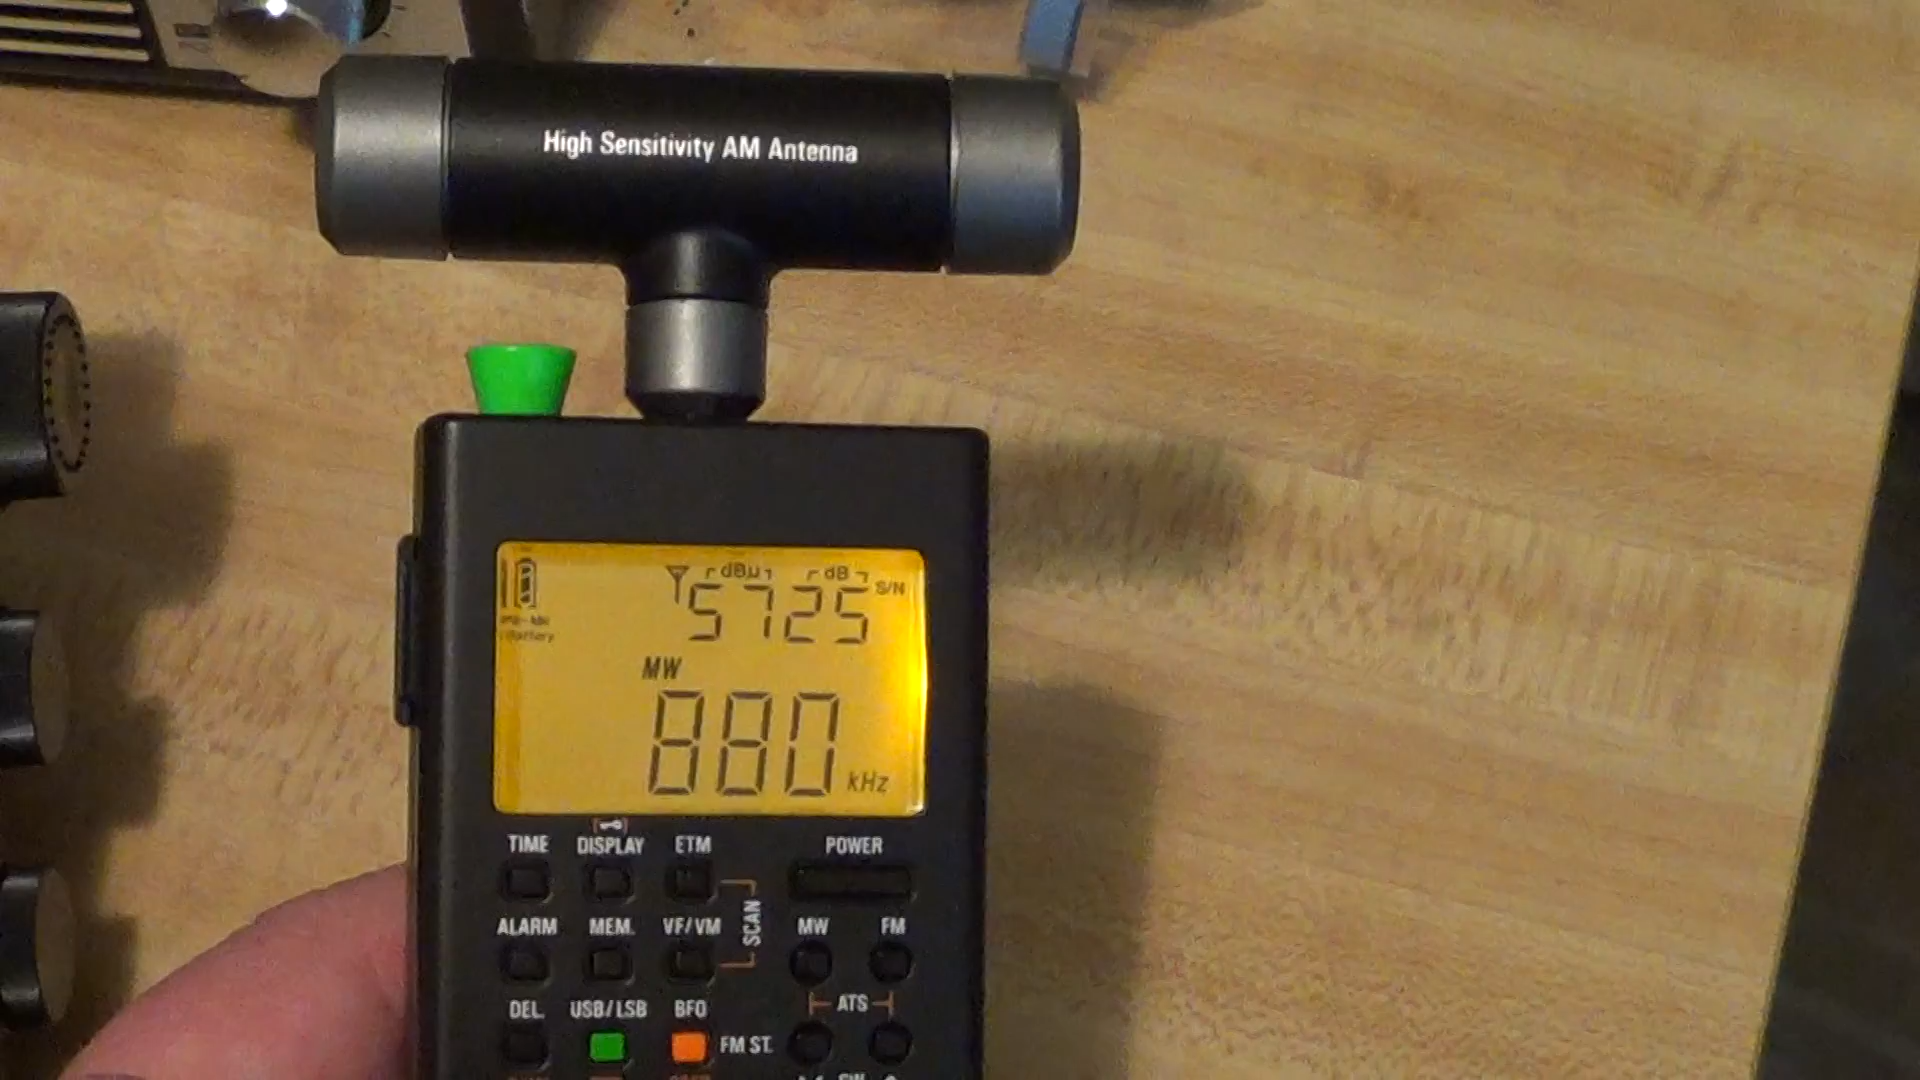 High Sensitivity AM Antenna
dBµ dB
5725 S/N
MW
880 kHz
TIME DISPLAY ETM POWER
ALARM MEM. VF/VM SCAN MW FM
ATS
DEL. USB/LSB BFO FM ST.
SW